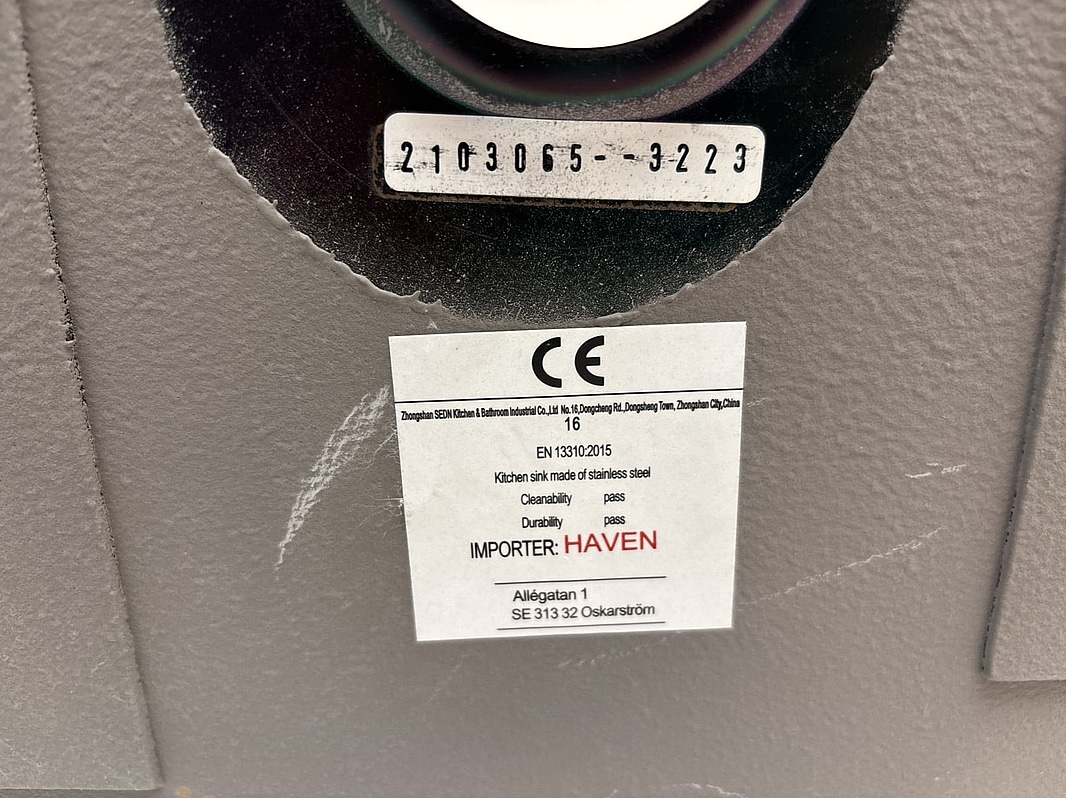 2103065--3223
CE
Zhongshan SEDN Kitchen & Bathroom Industrial Co.,Ltd No.16,Dongcheng Rd.,Dongsheng Town, Zhongshan City,China
16
EN 13310:2015
Kitchen sink made of stainless steel
Cleanability pass
Durability pass
IMPORTER: HAVEN
Allégatan 1
SE 313 32 Oskarström